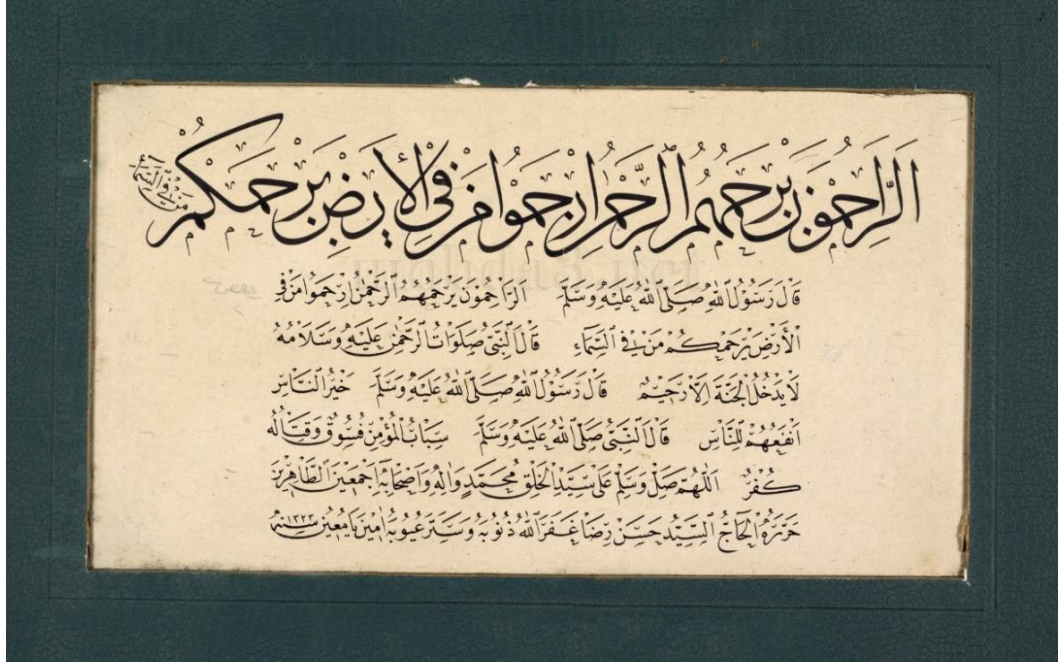 الراحمون يرحمهم الرحمن ارحموا من في الأرض يرحمكم من في السماء
قال رسول الله صلى الله عليه وسلم الراحمون يرحمهم الرحمن ارحموا من في
الأرض يرحمكم من في السماء قال النبي صلوات الرحمن عليه وسلامه
لا يدخل الجنة إلا رحيم قال رسول الله صلى الله عليه وسلم خير الناس
انفعهم للناس قال النبي صلى الله عليه وسلم سباب المؤمن فسوق وقتاله
كفر اللهم صل وسلم على سيد الخلق محمد وآله وأصحابه أجمعين الطاهرين
حرره الحاج السيد حسن رضا غفر الله ذنوبه وستر عيوبه آمين يا معين سنه ١٣٢٣